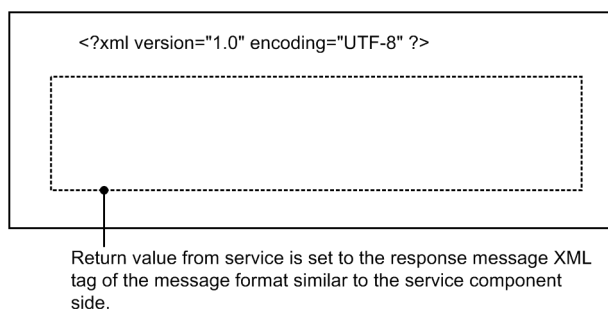 <?xml version="1.0" encoding="UTF-8" ?>
Return value from service is set to the response message XML
tag of the message format similar to the service component
side.